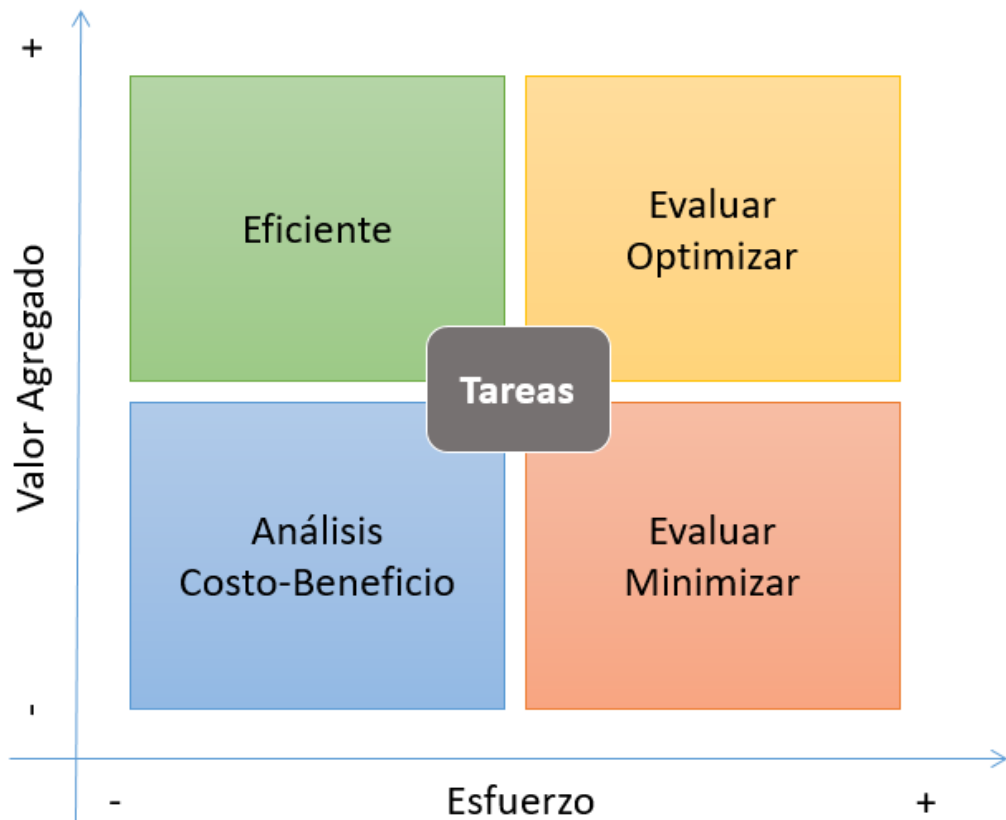 +
Valor Agregado
-
Eficiente
Evaluar
Optimizar
Tareas
Análisis
Costo-Beneficio
Evaluar
Minimizar
-
Esfuerzo
+